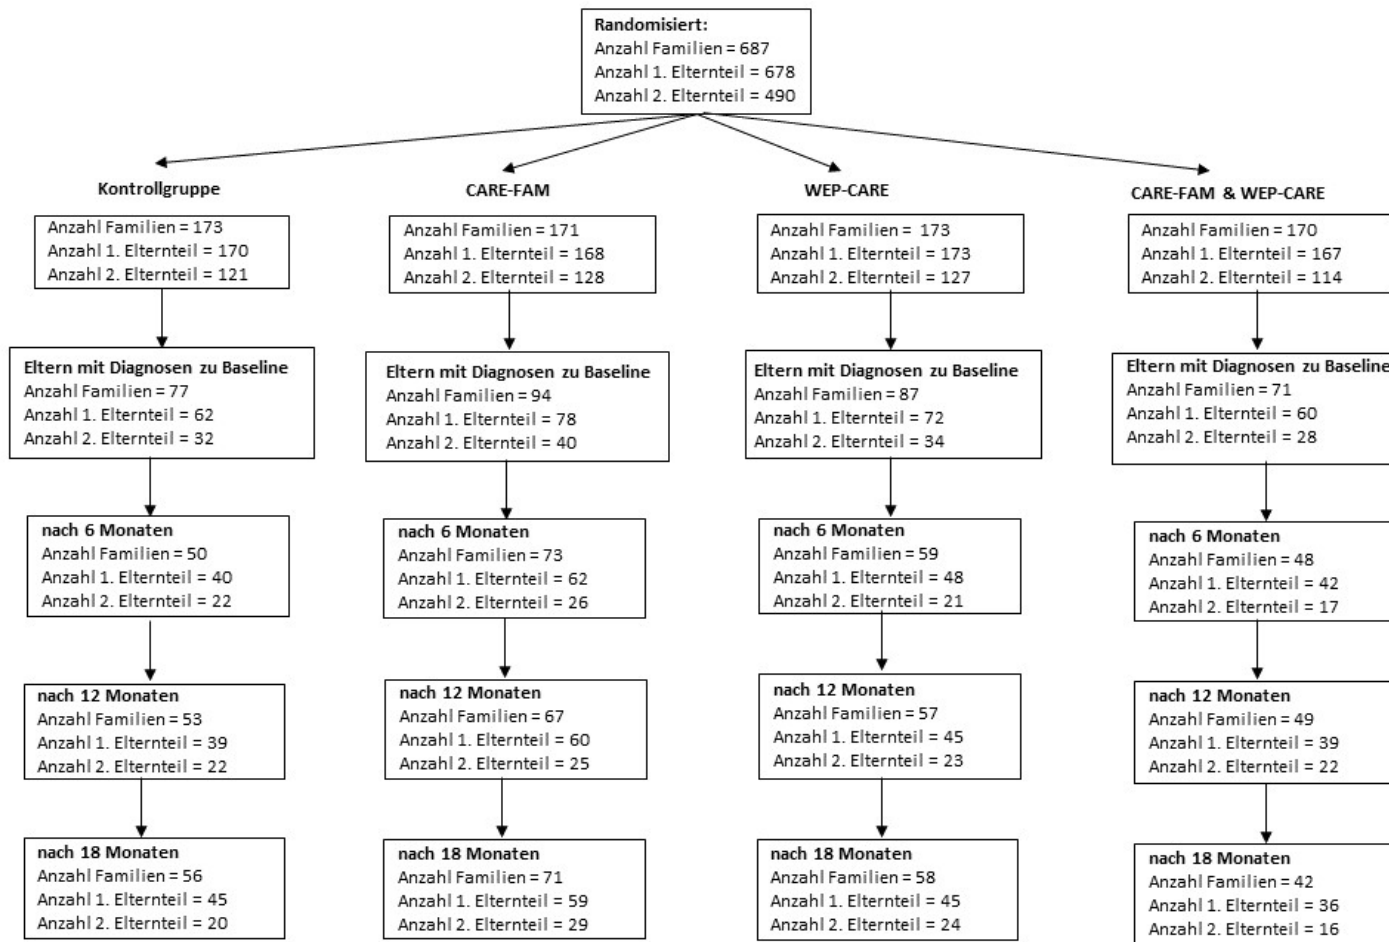 Randomisiert:
Anzahl Familien = 687
Anzahl 1. Elternteil = 678
Anzahl 2. Elternteil = 490
Kontrollgruppe
Anzahl Familien = 173
Anzahl 1. Elternteil = 170
Anzahl 2. Elternteil = 121
Eltern mit Diagnosen zu Baseline
Anzahl Familien = 77
Anzahl 1. Elternteil = 62
Anzahl 2. Elternteil = 32
nach 6 Monaten
Anzahl Familien = 50
Anzahl 1. Elternteil = 40
Anzahl 2. Elternteil = 22
nach 12 Monaten
Anzahl Familien = 53
Anzahl 1. Elternteil = 39
Anzahl 2. Elternteil = 22
nach 18 Monaten
Anzahl Familien = 56
Anzahl 1. Elternteil = 45
Anzahl 2. Elternteil = 20
CARE-FAM
Anzahl Familien = 171
Anzahl 1. Elternteil = 168
Anzahl 2. Elternteil = 128
Eltern mit Diagnosen zu Baseline
Anzahl Familien = 94
Anzahl 1. Elternteil = 78
Anzahl 2. Elternteil = 40
nach 6 Monaten
Anzahl Familien = 73
Anzahl 1. Elternteil = 62
Anzahl 2. Elternteil = 26
nach 12 Monaten
Anzahl Familien = 67
Anzahl 1. Elternteil = 60
Anzahl 2. Elternteil = 25
nach 18 Monaten
Anzahl Familien = 71
Anzahl 1. Elternteil = 59
Anzahl 2. Elternteil = 29
WEP-CARE
Anzahl Familien = 173
Anzahl 1. Elternteil = 173
Anzahl 2. Elternteil = 127
Eltern mit Diagnosen zu Baseline
Anzahl Familien = 87
Anzahl 1. Elternteil = 72
Anzahl 2. Elternteil = 34
nach 6 Monaten
Anzahl Familien = 59
Anzahl 1. Elternteil = 48
Anzahl 2. Elternteil = 21
nach 12 Monaten
Anzahl Familien = 57
Anzahl 1. Elternteil = 45
Anzahl 2. Elternteil = 23
nach 18 Monaten
Anzahl Familien = 58
Anzahl 1. Elternteil = 45
Anzahl 2. Elternteil = 24
CARE-FAM & WEP-CARE
Anzahl Familien = 170
Anzahl 1. Elternteil = 167
Anzahl 2. Elternteil = 114
Eltern mit Diagnosen zu Baseline
Anzahl Familien = 71
Anzahl 1. Elternteil = 60
Anzahl 2. Elternteil = 28
nach 6 Monaten
Anzahl Familien = 48
Anzahl 1. Elternteil = 42
Anzahl 2. Elternteil = 17
nach 12 Monaten
Anzahl Familien = 49
Anzahl 1. Elternteil = 39
Anzahl 2. Elternteil = 22
nach 18 Monaten
Anzahl Familien = 42
Anzahl 1. Elternteil = 36
Anzahl 2. Elternteil = 16